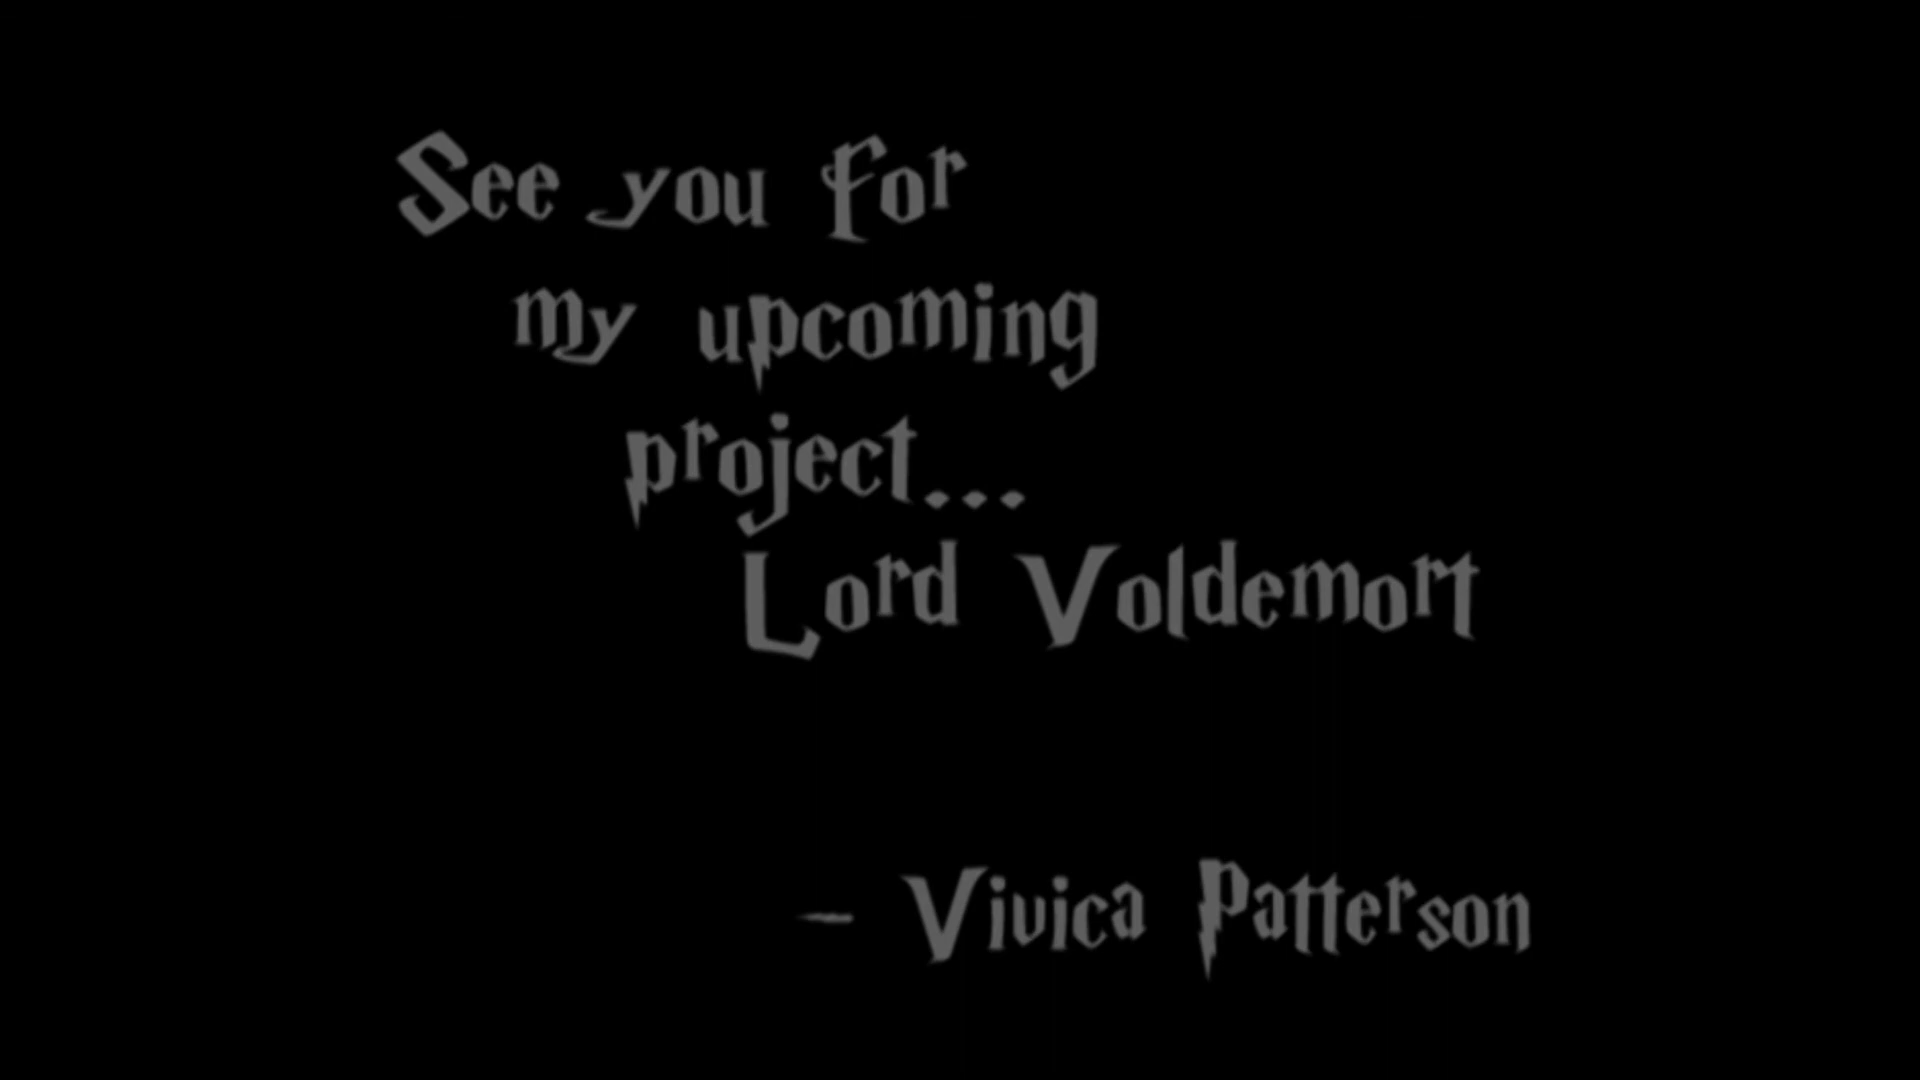 See you for
my upcoming
project...
Lord Voldemort
- Vivica Patterson